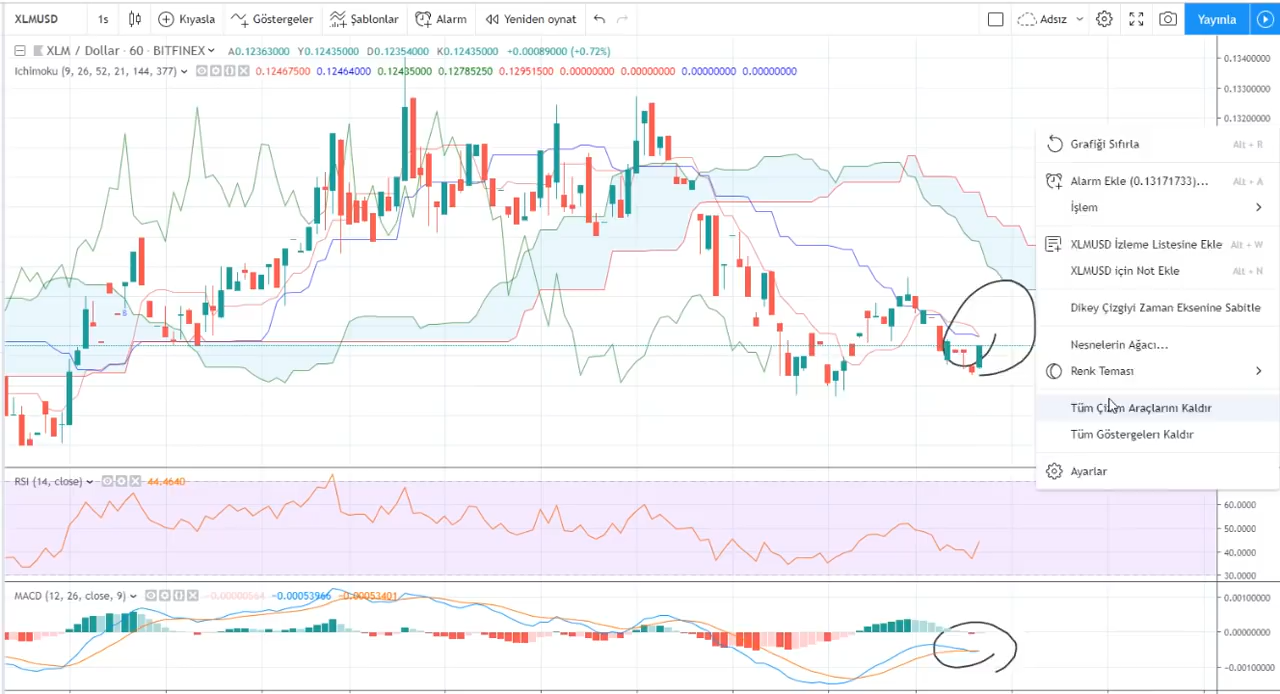 XLMUSD 1s Kıyasla Göstergeler Şablonlar Alarm Yeniden oynat Adsız Yayınla
XLM / Dollar · 60 · BITFINEX A0.12363000 Y0.12435000 D0.12354000 K0.12435000 +0.00089000 (+0.72%)
Ichimoku (9, 26, 52, 21, 144, 377) 0.12467500 0.12464000 0.12435000 0.12785250 0.12951500 0.00000000 0.00000000 0.00000000 0.00000000
0.13400000
0.13300000
0.13200000
Grafiği Sıfırla Alt + R
Alarm Ekle (0.13171733)... Alt + A
İşlem
XLMUSD İzleme Listesine Ekle Alt + W
XLMUSD için Not Ekle Alt + N
Dikey Çizgiyi Zaman Eksenine Sabitle
Nesnelerin Ağacı...
Renk Teması
Tüm Çizim Araçlarını Kaldır
Tüm Göstergeleri Kaldır
Ayarlar
RSI (14, close) 44.4640
60.0000
50.0000
40.0000
30.0000
MACD (12, 26, close, 9) −0.00000564 −0.00053966 −0.00053401
0.00100000
0.00000000
−0.00100000